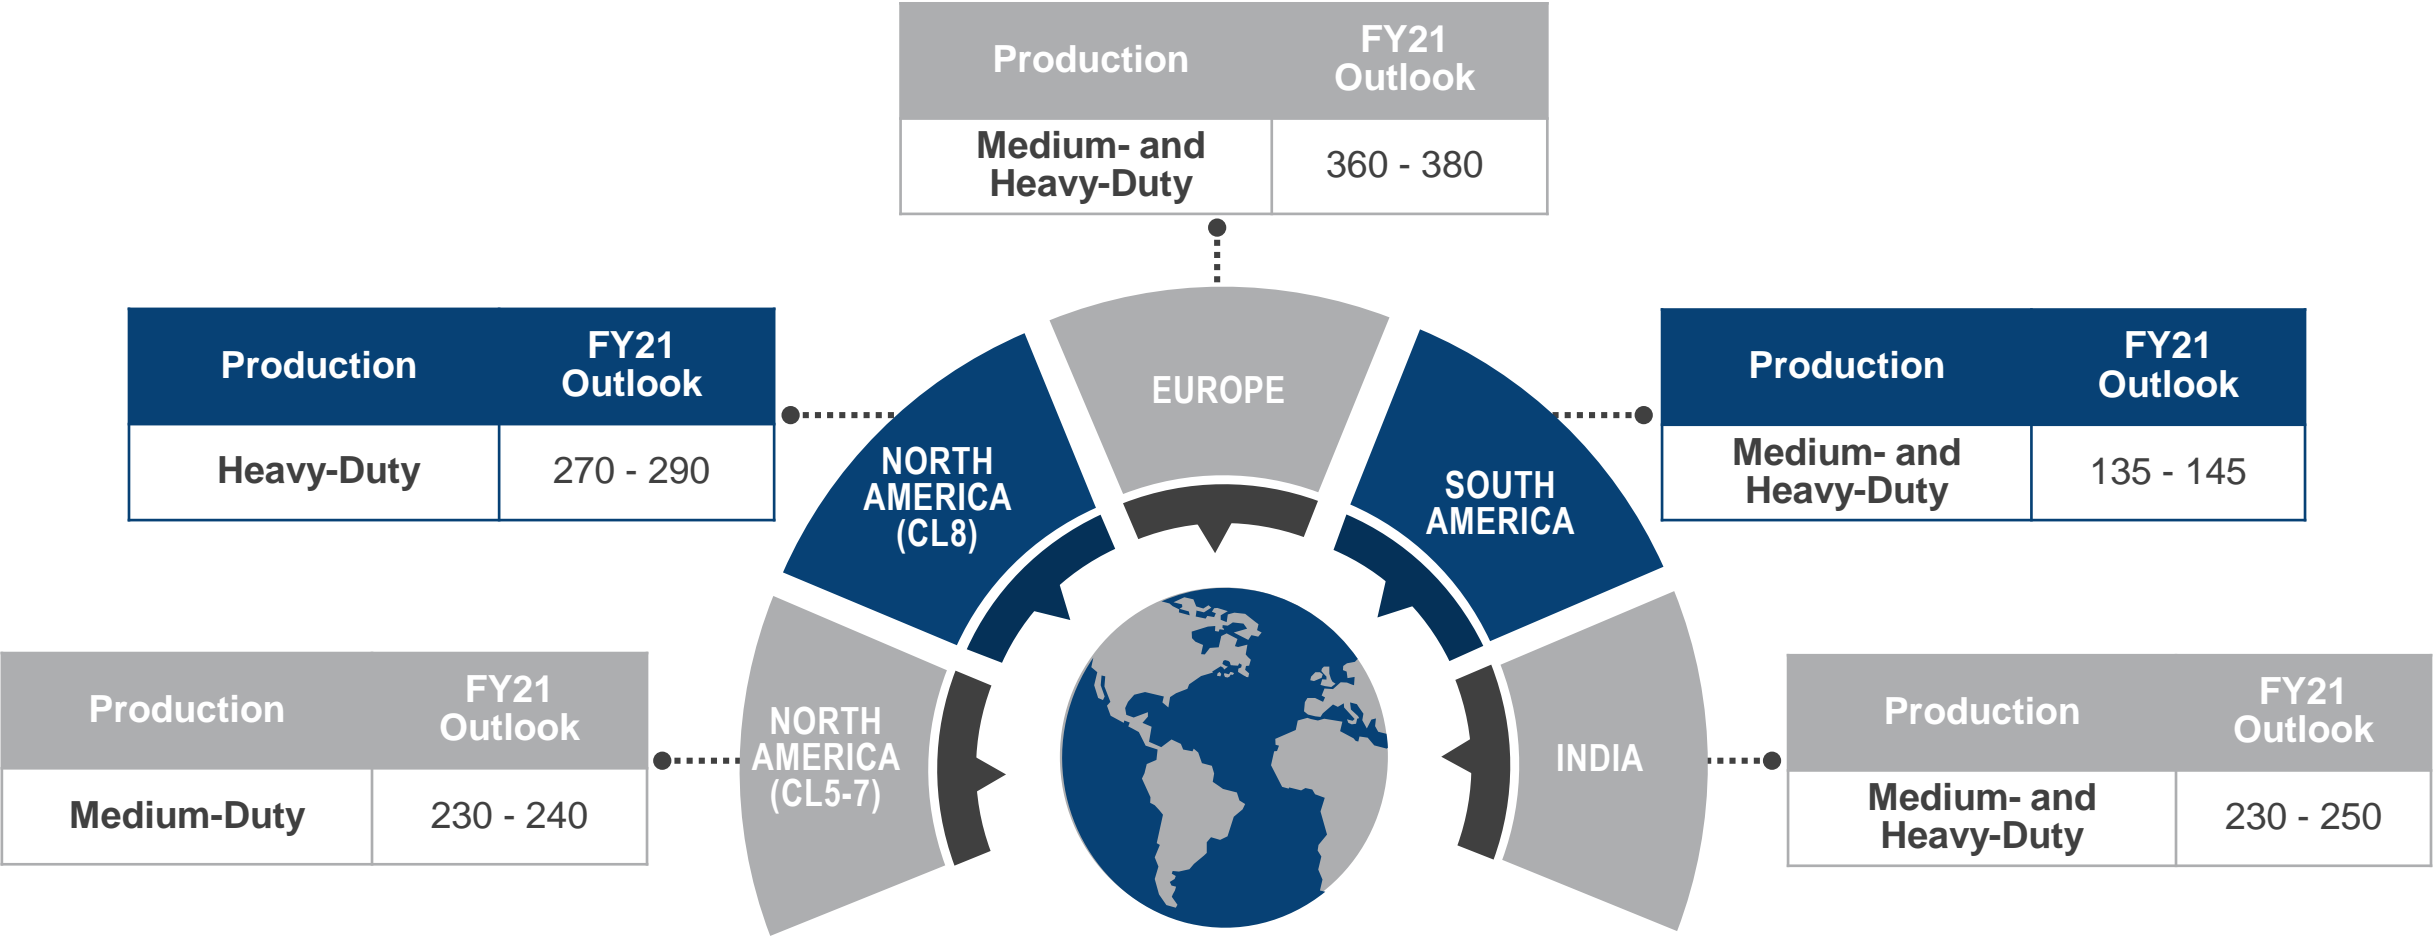 Production
FY21
Outlook
Medium- and
Heavy-Duty
360 - 380
Production
FY21
Outlook
Heavy-Duty
270 - 290
Production
FY21
Outlook
Medium- and
Heavy-Duty
135 - 145
EUROPE
NORTH
AMERICA
(CL8)
SOUTH
AMERICA
Production
FY21
Outlook
Medium-Duty
230 - 240
NORTH
AMERICA
(CL5-7)
INDIA
Production
FY21
Outlook
Medium- and
Heavy-Duty
230 - 250